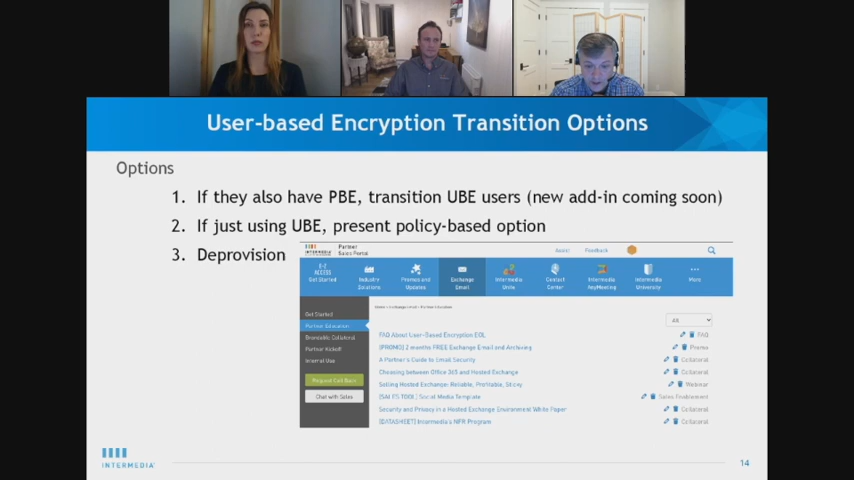 User-based Encryption Transition Options
Options
1. If they also have PBE, transition UBE users (new add-in coming soon)
2. If just using UBE, present policy-based option
3. Deprovision
INTERMEDIA
Partner
Sales Portal
Assist
Feedback
E-Z
ACCESS
Get Started
Industry
Solutions
Promos and
Updates
Exchange
Email
Intermedia
Unite
Contact
Center
Intermedia
AnyMeeting
Intermedia
University
More
Get Started
Partner Education
Brandable Collateral
Partner Kickoff
Internal Use
Request Call Back
Chat with Sales
All
FAQ About User-Based Encryption EOL
FAQ
[PROMO] 2 months FREE Exchange Email and Archiving
Promo
A Partner's Guide to Email Security
Collateral
Choosing between Office 365 and Hosted Exchange
Collateral
Selling Hosted Exchange: Reliable, Profitable, Sticky
Webinar
[SALES TOOL] Social Media Template
Sales Enablement
Security and Privacy in a Hosted Exchange Environment White Paper
Collateral
[DATASHEET] Intermedia's NFR Program
Collateral
INTERMEDIA
14